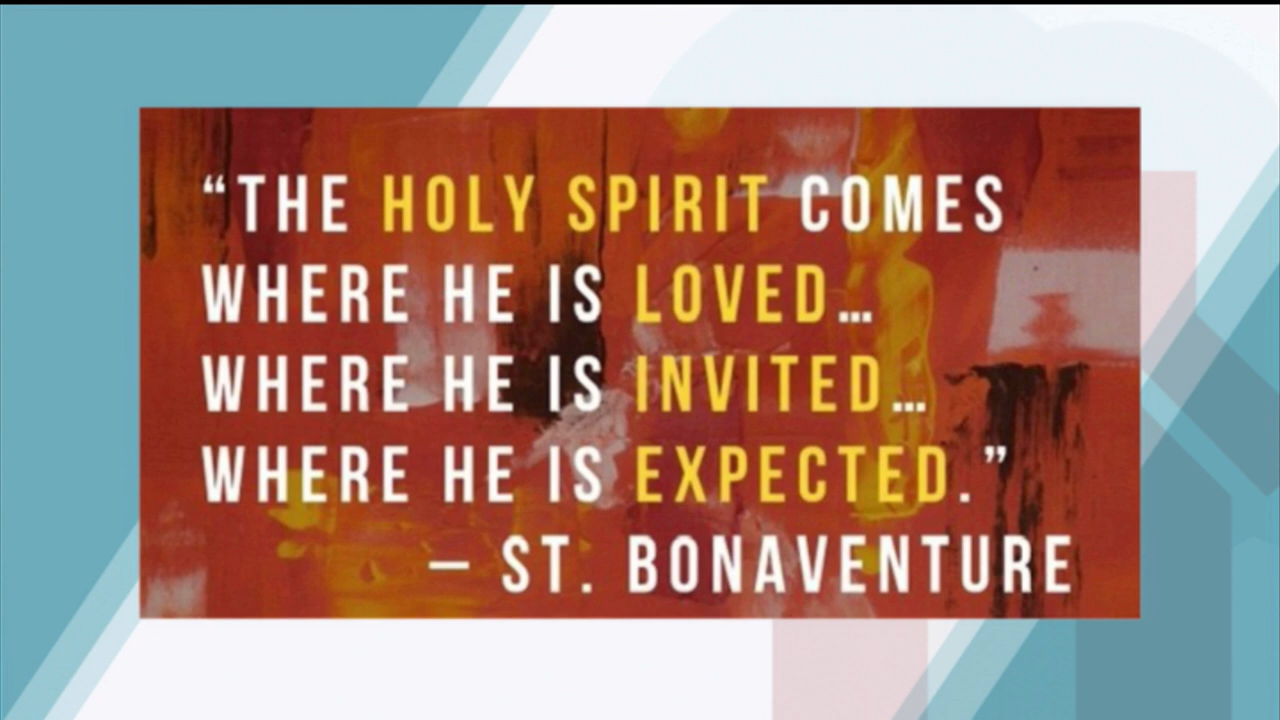 “THE HOLY SPIRIT COMES
WHERE HE IS LOVED…
WHERE HE IS INVITED…
WHERE HE IS EXPECTED.”
– ST. BONAVENTURE